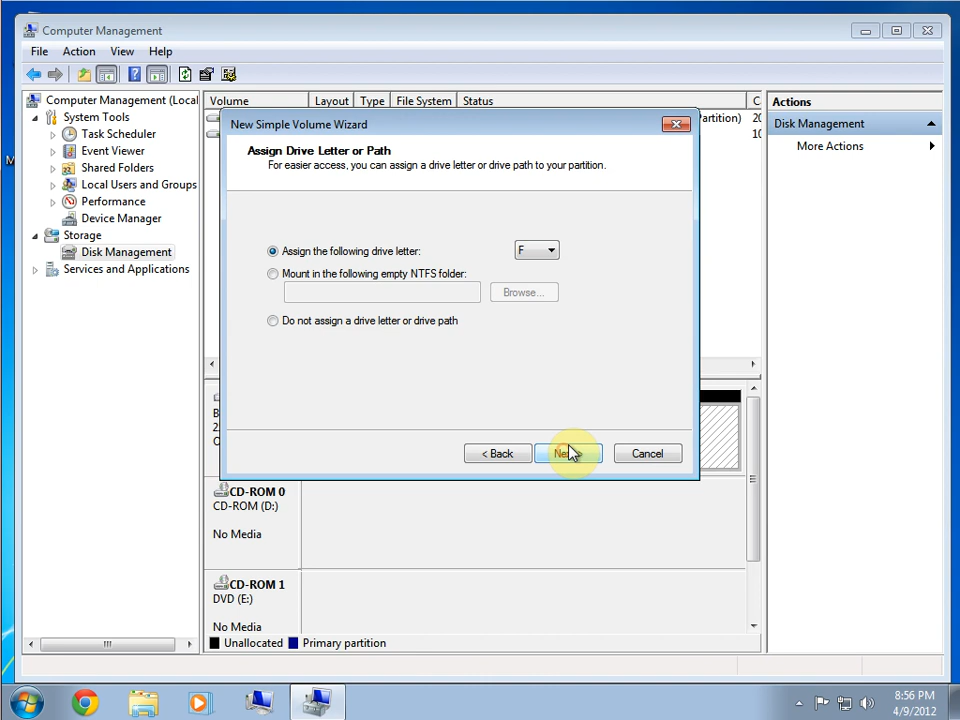 Computer Management
File Action View Help
Computer Management (Local
System Tools
Task Scheduler
Event Viewer
Shared Folders
Local Users and Groups
Performance
Device Manager
Storage
Disk Management
Services and Applications
Volume Layout Type File System Status C
Partition) 20
10
New Simple Volume Wizard
Assign Drive Letter or Path
For easier access, you can assign a drive letter or drive path to your partition.
Assign the following drive letter: F
Mount in the following empty NTFS folder:
Browse...
Do not assign a drive letter or drive path
< Back
Cancel
CD-ROM 0
CD-ROM (D:)
No Media
CD-ROM 1
DVD (E:)
No Media
Unallocated Primary partition
Actions
Disk Management
More Actions
M
8:56 PM
4/9/2012